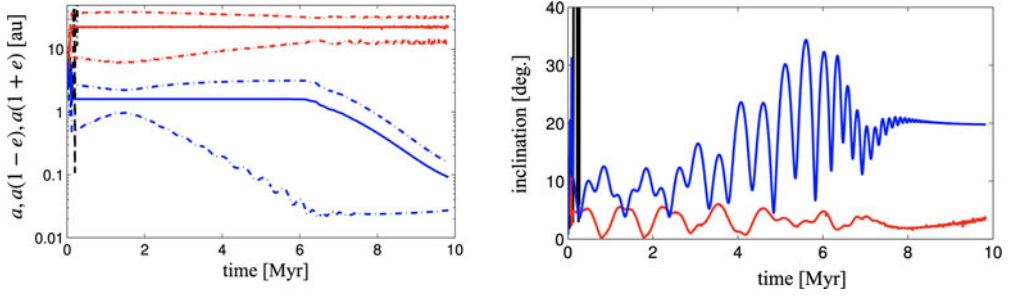 a, a(1 − e), a(1 + e) [au]
10
1
0.1
0.01
0 2 4 6 8 10
time [Myr]
inclination [deg.]
40
30
20
10
0
0 2 4 6 8 10
time [Myr]